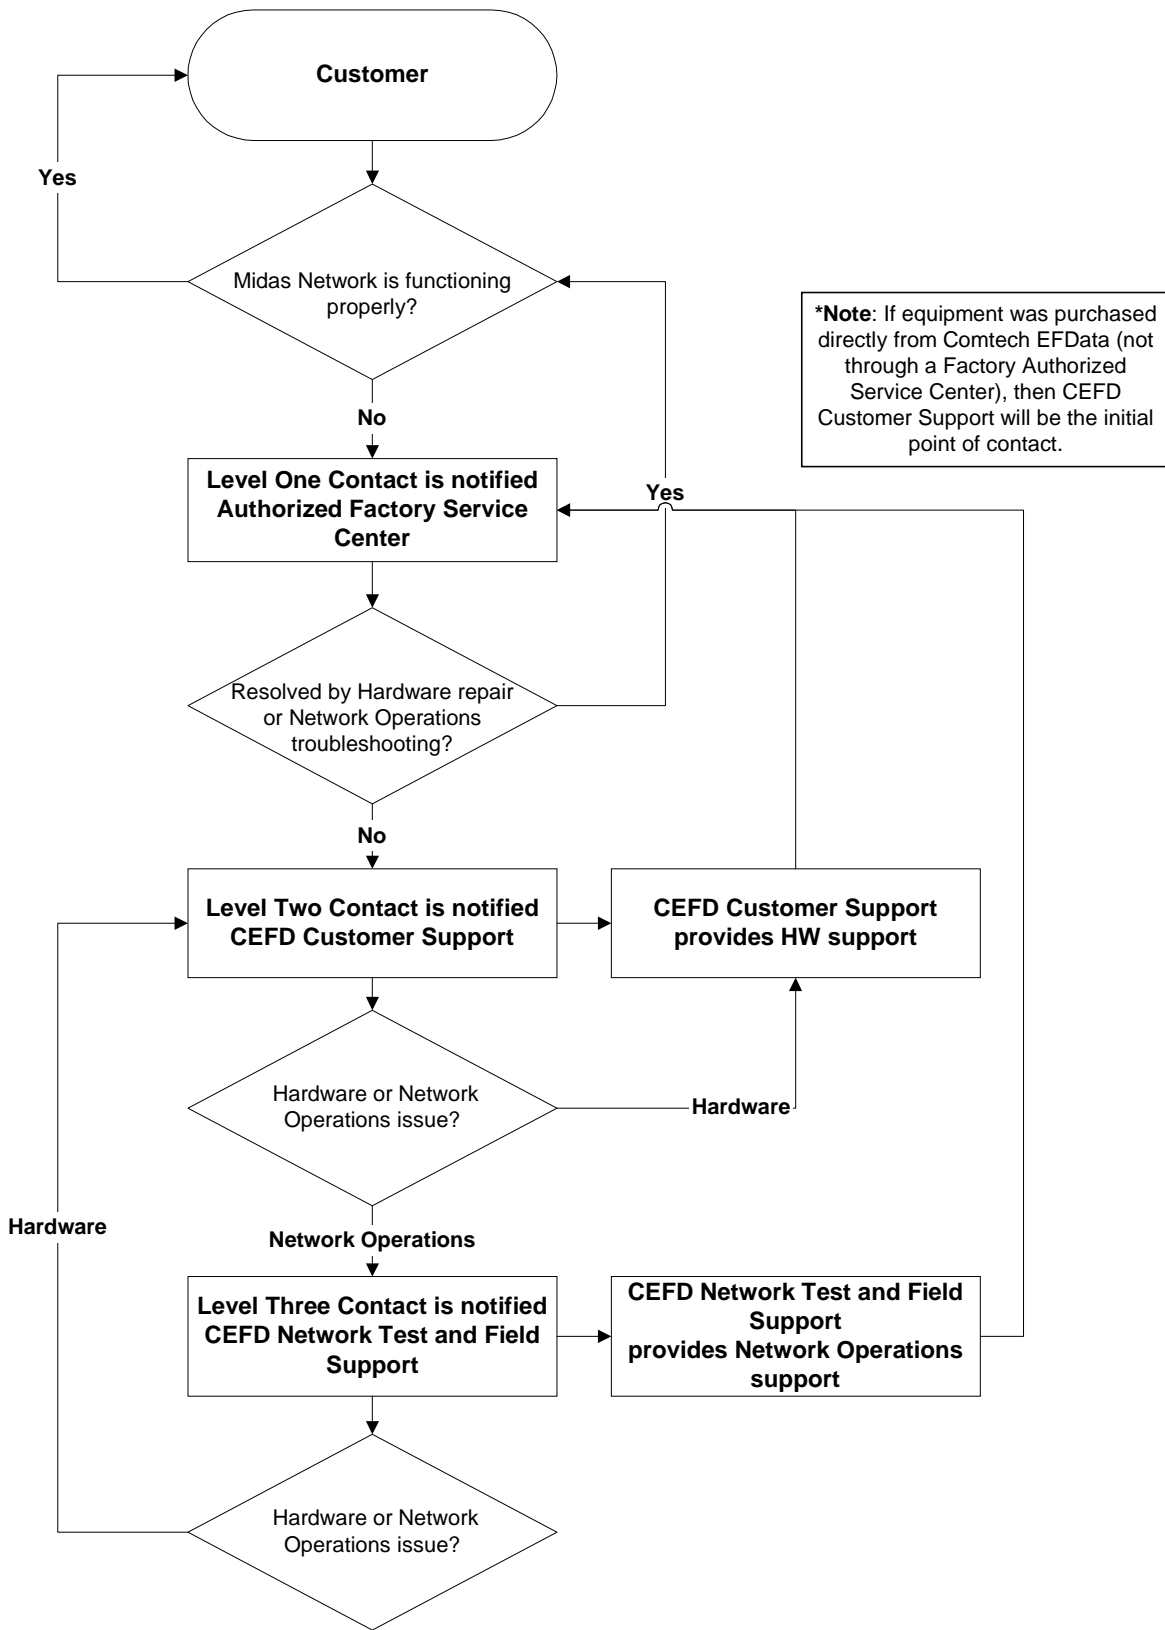 Customer
Yes
Midas Network is functioning
properly?
*Note: If equipment was purchased
directly from Comtech EFData (not
through a Factory Authorized
Service Center), then CEFD
Customer Support will be the initial
point of contact.
No
Level One Contact is notified
Authorized Factory Service
Center
Yes
Resolved by Hardware repair
or Network Operations
troubleshooting?
No
Level Two Contact is notified
CEFD Customer Support
CEFD Customer Support
provides HW support
Hardware or Network
Operations issue?
Hardware
Hardware
Network Operations
Level Three Contact is notified
CEFD Network Test and Field
Support
CEFD Network Test and Field
Support
provides Network Operations
support
Hardware or Network
Operations issue?